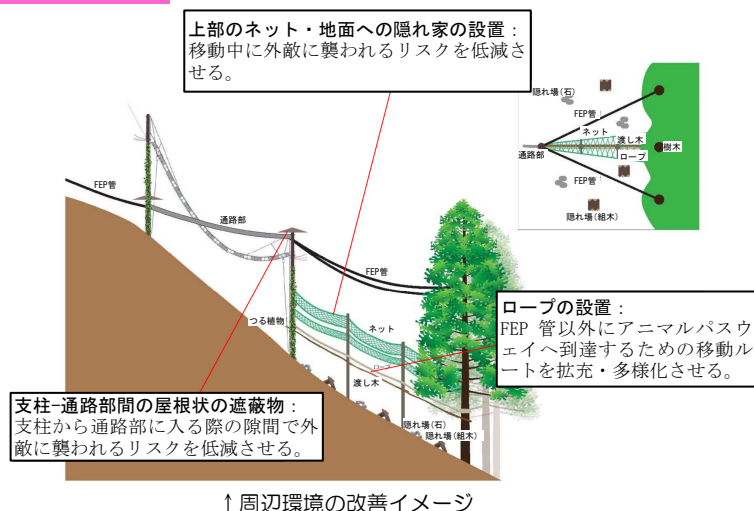 上部のネット・地面への隠れ家の設置：
移動中に外敵に襲われるリスクを低減さ
せる。
隠れ場(石)
FEP管
ネット
渡し木
通路部
樹木
ロープ
FEP管
隠れ場(組木)
FEP管
通路部
FEP管
つる植物
ネット
ロープ
渡し木
隠れ場(石)
隠れ場(組木)
ロープの設置：
FEP 管以外にアニマルパスウ
ェイへ到達するための移動ル
ートを拡充・多様化させる。
支柱-通路部間の屋根状の遮蔽物：
支柱から通路部に入る際の隙間で外
敵に襲われるリスクを低減させる。
↑周辺環境の改善イメージ